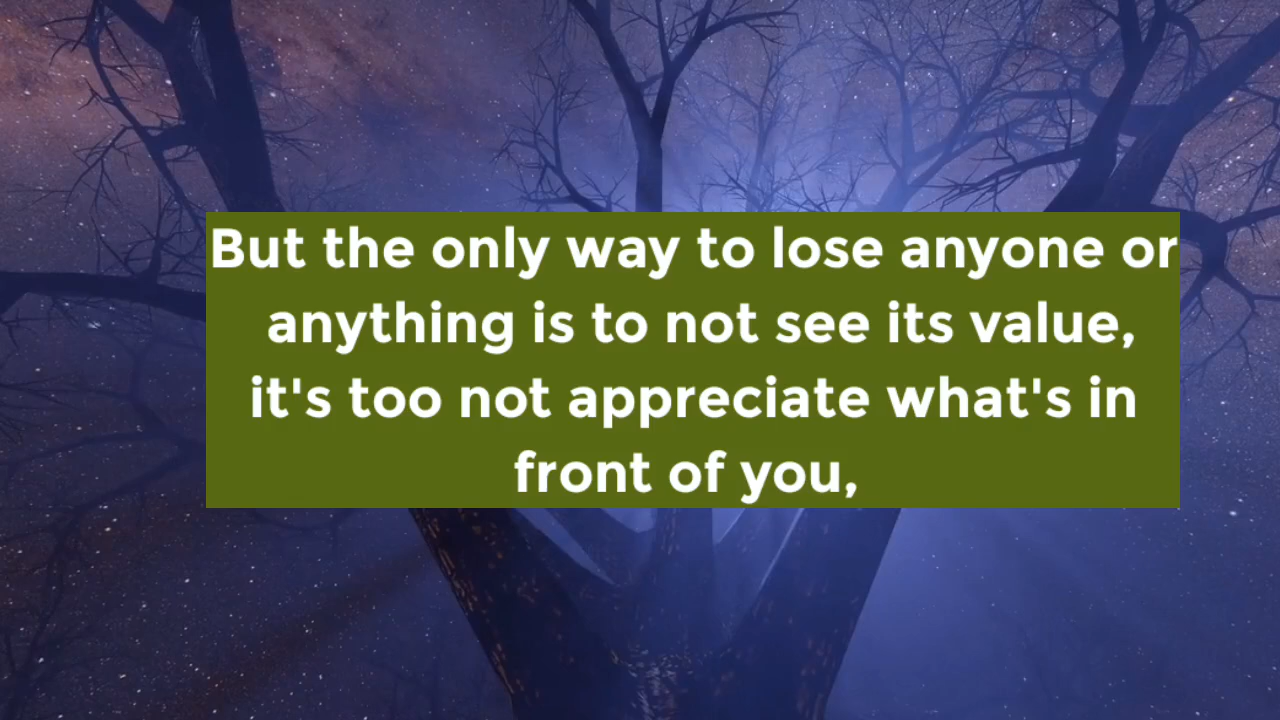 But the only way to lose anyone or
anything is to not see its value,
it's too not appreciate what's in
front of you,